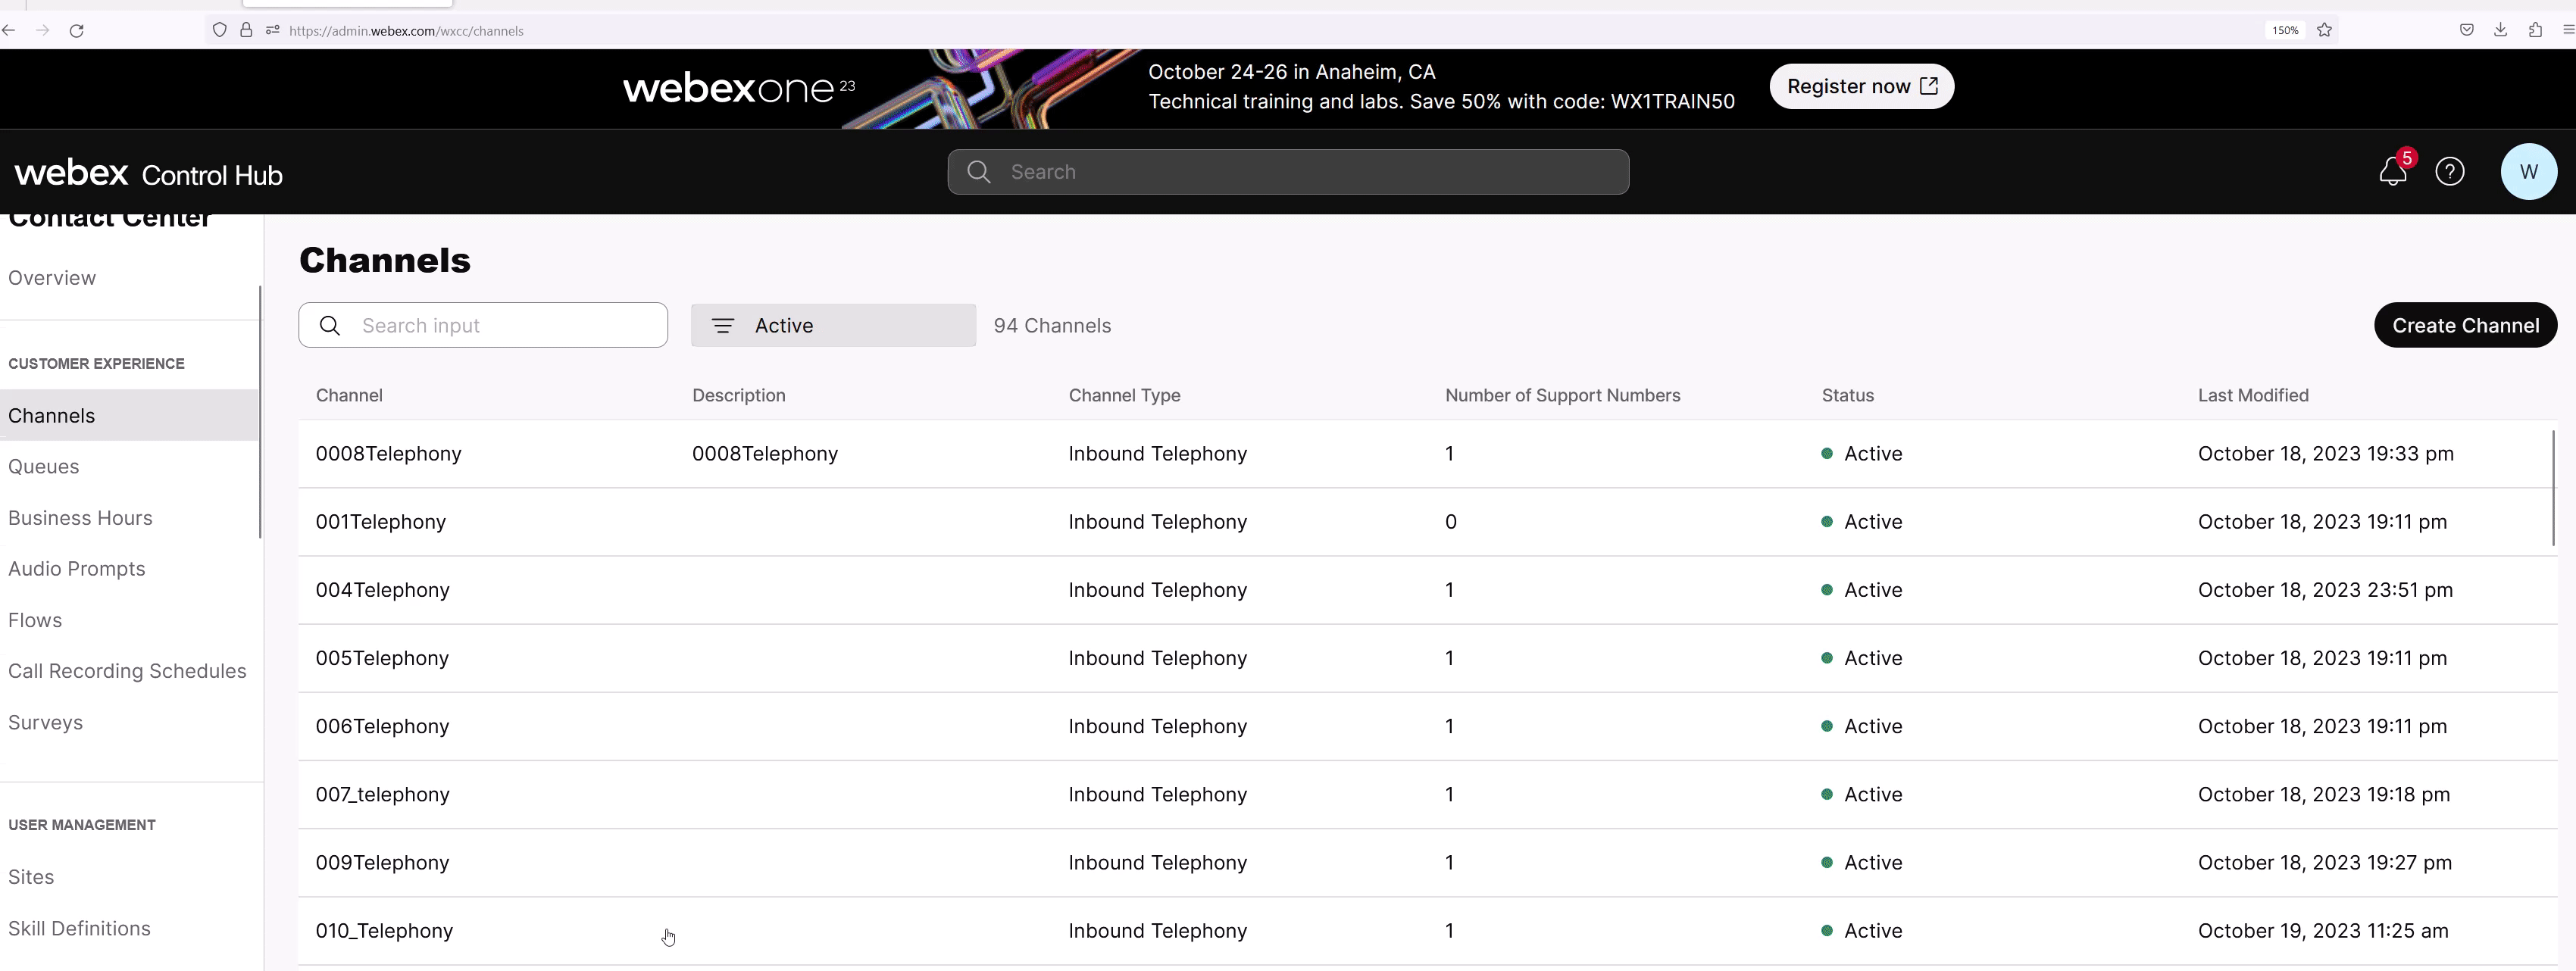 https://admin.webex.com/wxcc/channels
150%
webexone 23
October 24-26 in Anaheim, CA
Technical training and labs. Save 50% with code: WX1TRAIN50
Register now
webex Control Hub
Search
5
?
W
Contact Center
Overview
CUSTOMER EXPERIENCE
Channels
Queues
Business Hours
Audio Prompts
Flows
Call Recording Schedules
Surveys
USER MANAGEMENT
Sites
Skill Definitions
Channels
Search input
Active
94 Channels
Create Channel
Channel Description Channel Type Number of Support Numbers Status Last Modified
0008Telephony 0008Telephony Inbound Telephony 1 Active October 18, 2023 19:33 pm
001Telephony Inbound Telephony 0 Active October 18, 2023 19:11 pm
004Telephony Inbound Telephony 1 Active October 18, 2023 23:51 pm
005Telephony Inbound Telephony 1 Active October 18, 2023 19:11 pm
006Telephony Inbound Telephony 1 Active October 18, 2023 19:11 pm
007_telephony Inbound Telephony 1 Active October 18, 2023 19:18 pm
009Telephony Inbound Telephony 1 Active October 18, 2023 19:27 pm
010_Telephony Inbound Telephony 1 Active October 19, 2023 11:25 am